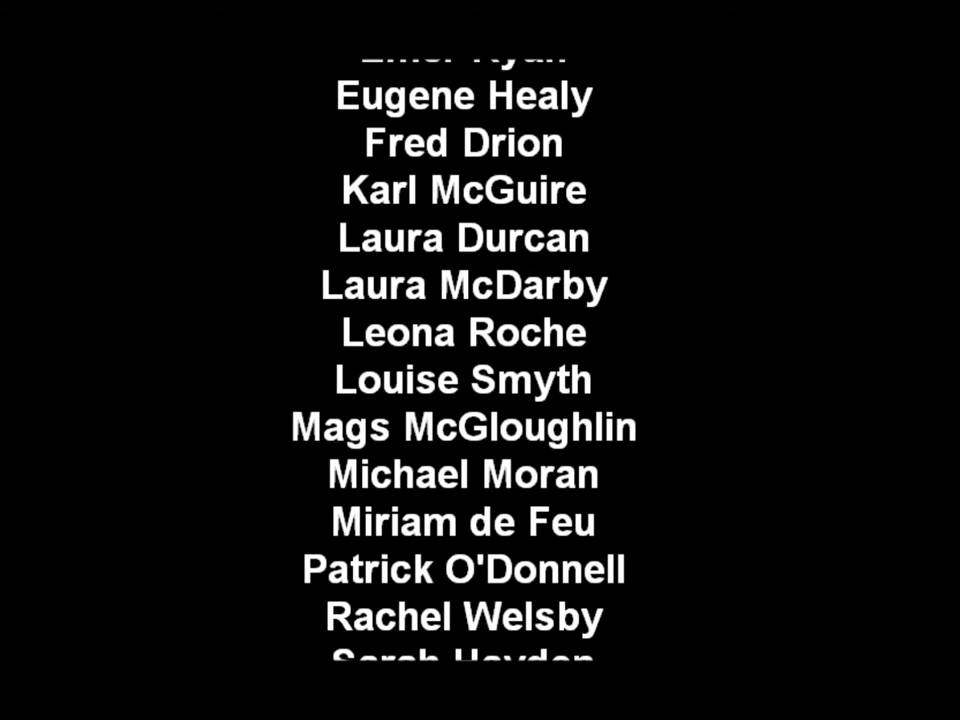 Eugene Healy
Fred Drion
Karl McGuire
Laura Durcan
Laura McDarby
Leona Roche
Louise Smyth
Mags McGloughlin
Michael Moran
Miriam de Feu
Patrick O'Donnell
Rachel Welsby